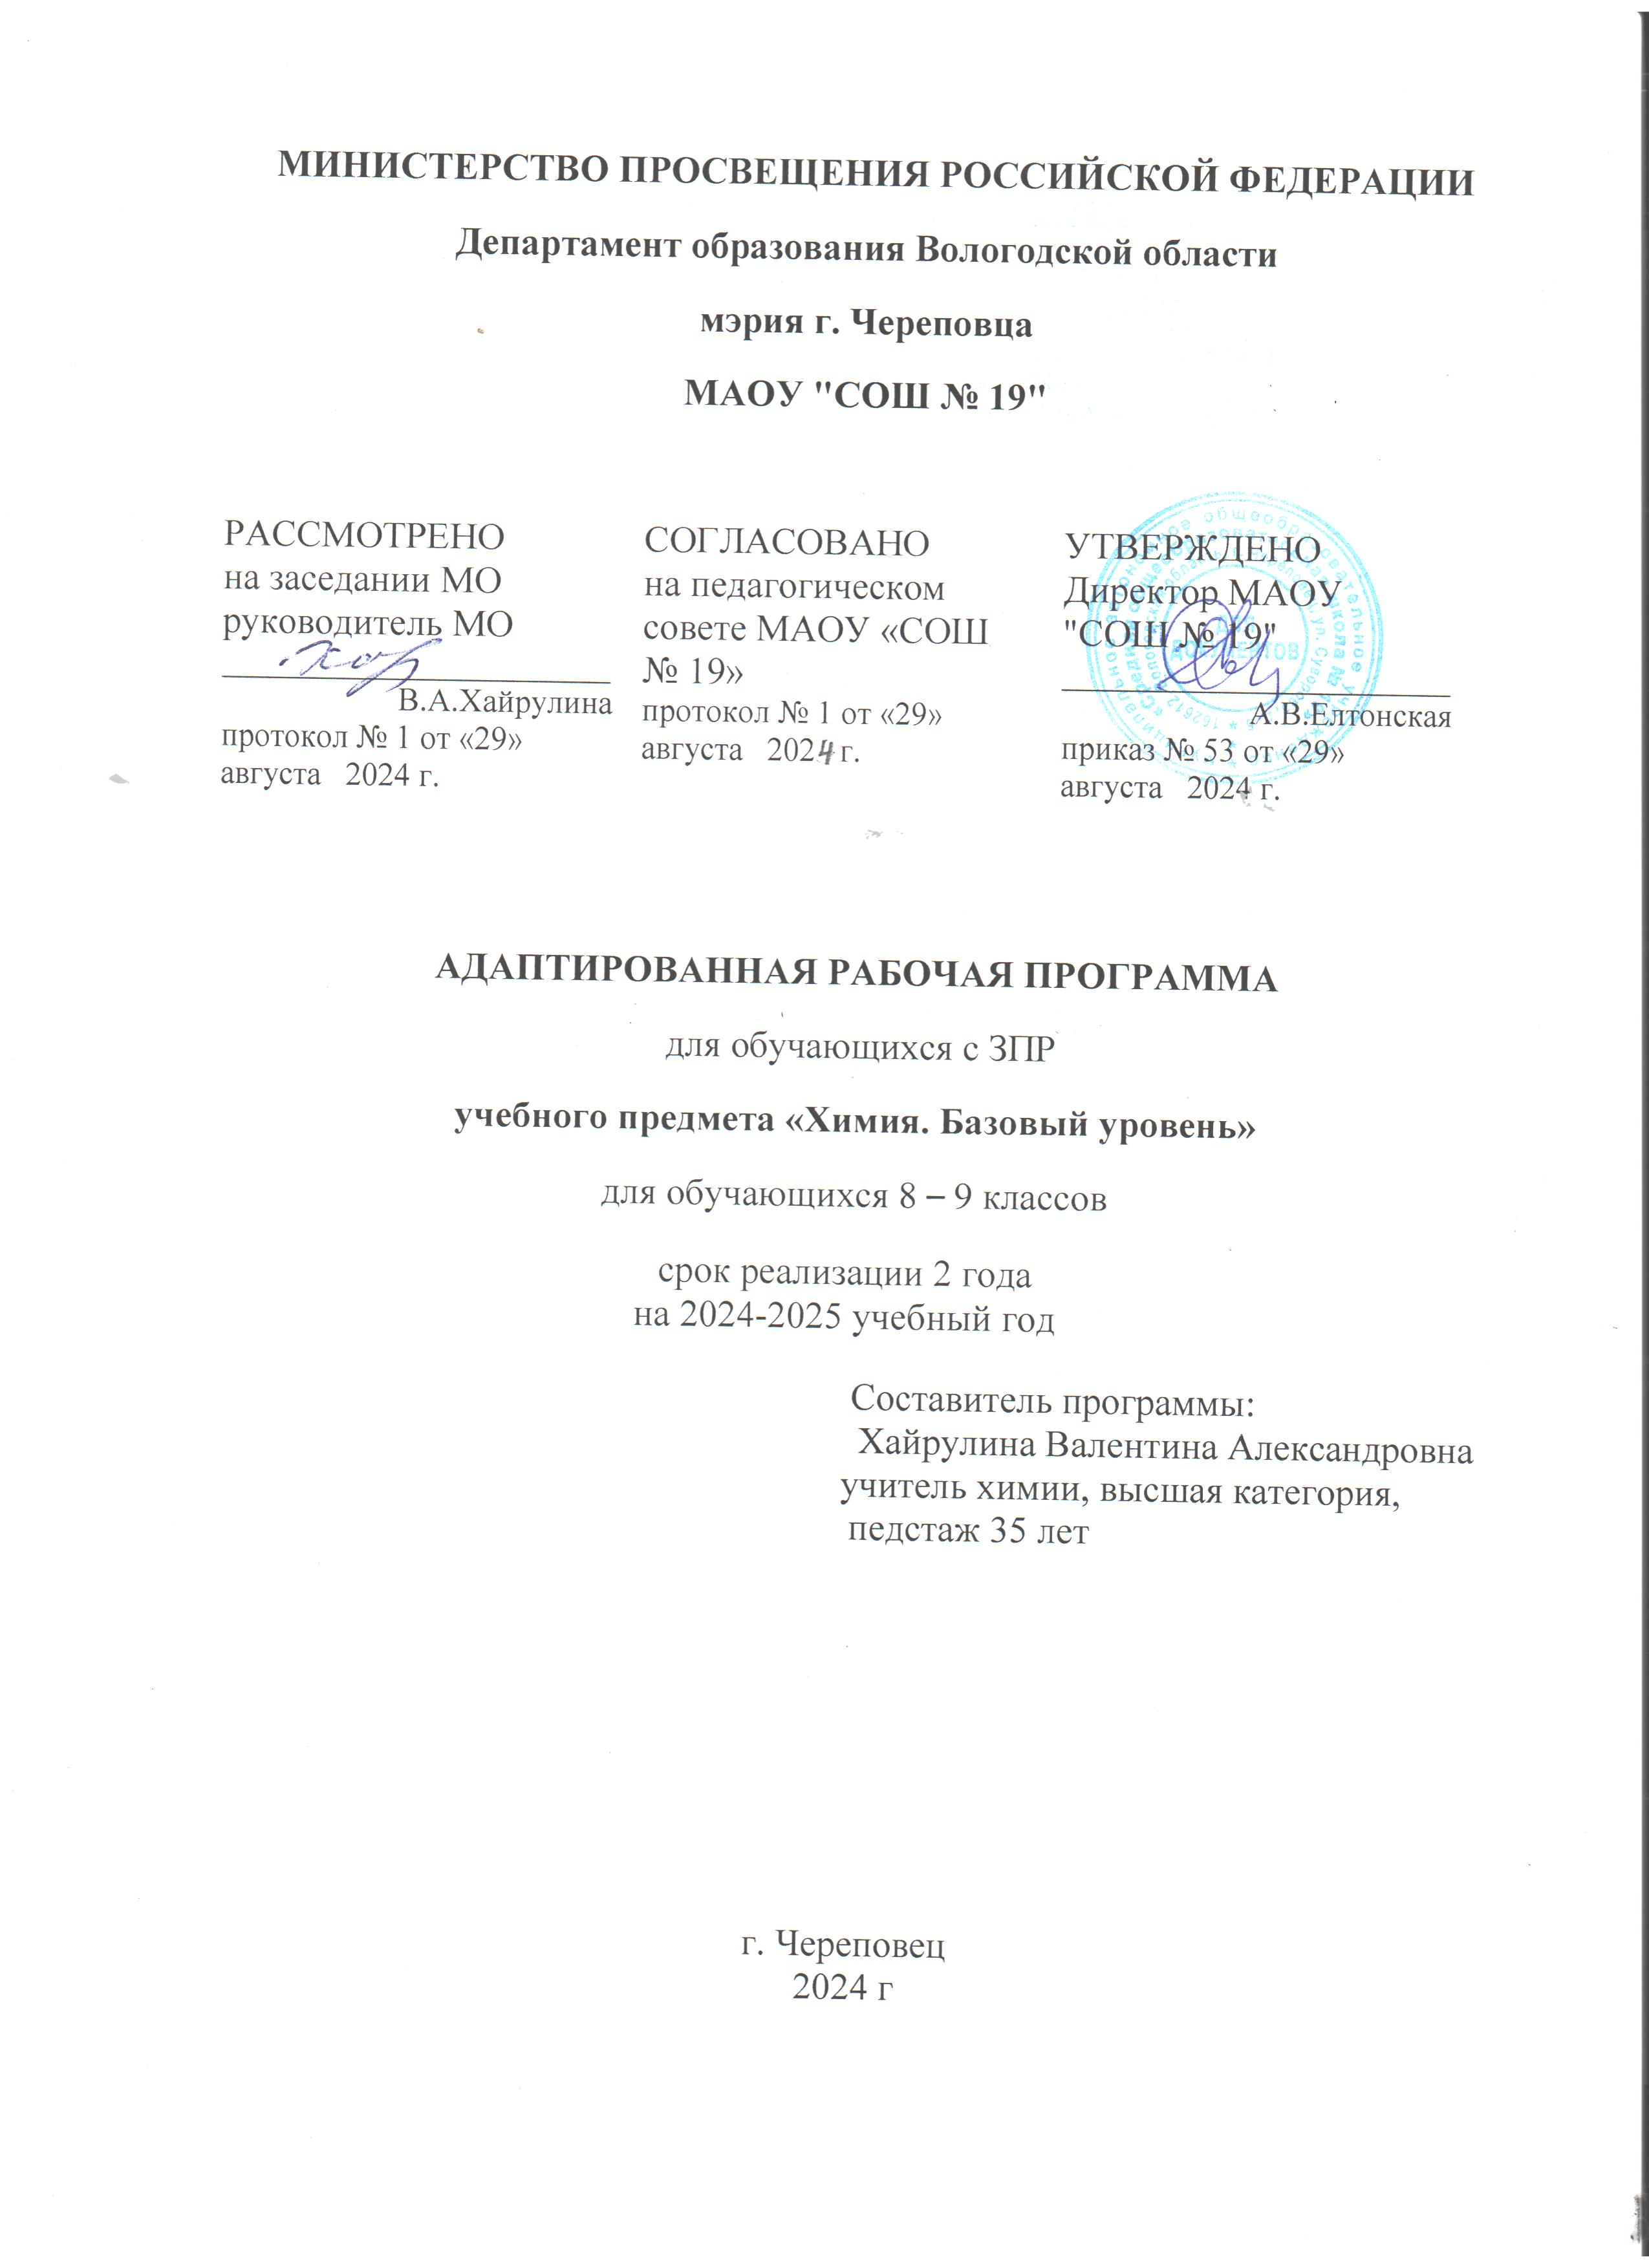 МИНИСТЕРСТВО ПРОСВЕЩЕНИЯ РОССИЙСКОЙ ФЕДЕРАЦИИ
Департамент образования Вологодской области
мэрия г. Череповца
МАОУ "СОШ № 19"
РАССМОТРЕНО
на заседании МО
руководитель МО
В.А.Хайрулина
протокол № 1 от «29»
августа 2024 г.
СОГЛАСОВАНО
на педагогическом
совете МАОУ «СОШ
№ 19»
протокол № 1 от «29»
августа 2024 г.
УТВЕРЖДЕНО
Директор МАОУ
"СОШ № 19"
А.В.Елтонская
приказ № 53 от «29»
августа 2024 г.
АДАПТИРОВАННАЯ РАБОЧАЯ ПРОГРАММА
для обучающихся с ЗПР
учебного предмета «Химия. Базовый уровень»
для обучающихся 8 – 9 классов
срок реализации 2 года
на 2024-2025 учебный год
Составитель программы:
Хайрулина Валентина Александровна
учитель химии, высшая категория,
педстаж 35 лет
г. Череповец
2024 г